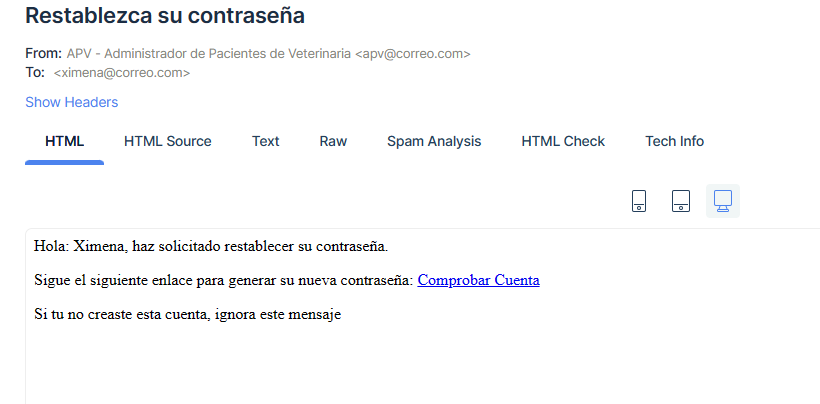 Restablezca su contraseña
From: APV - Administrador de Pacientes de Veterinaria <apv@correo.com>
To: <ximena@correo.com>
Show Headers
HTML HTML Source Text Raw Spam Analysis HTML Check Tech Info
Hola: Ximena, haz solicitado restablecer su contraseña.
Sigue el siguiente enlace para generar su nueva contraseña: Comprobar Cuenta
Si tu no creaste esta cuenta, ignora este mensaje